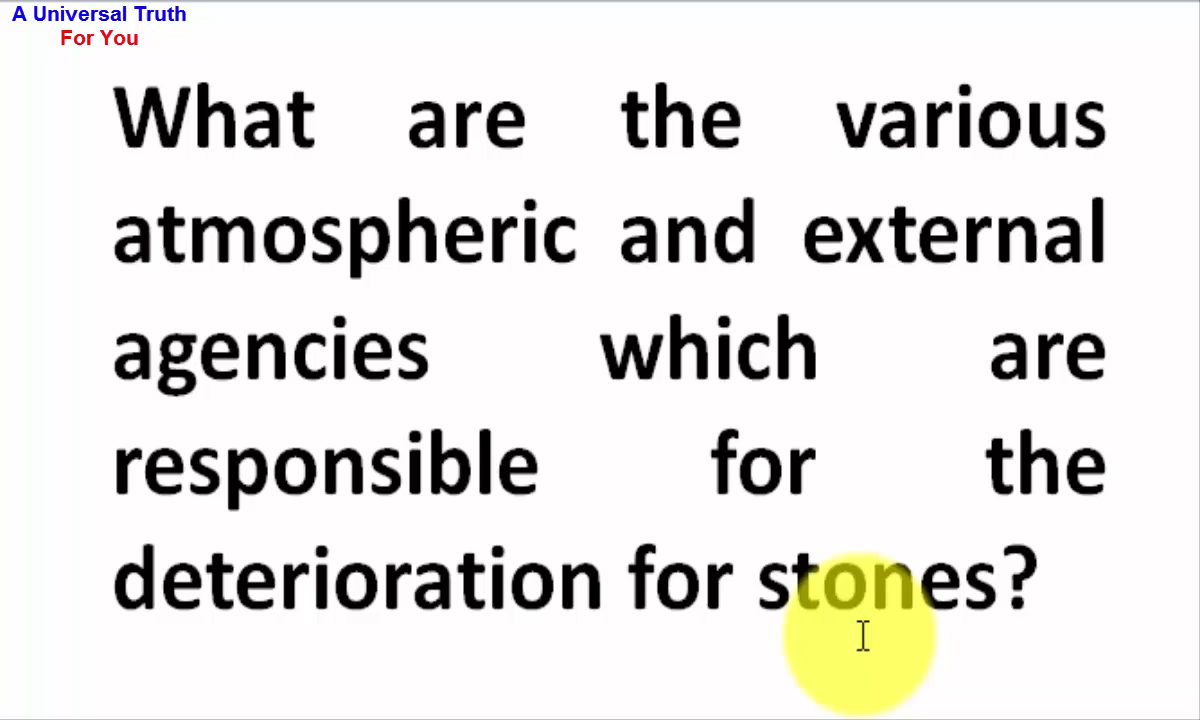 A Universal Truth
For You
What are the various
atmospheric and external
agencies which are
responsible for the
deterioration for stones?